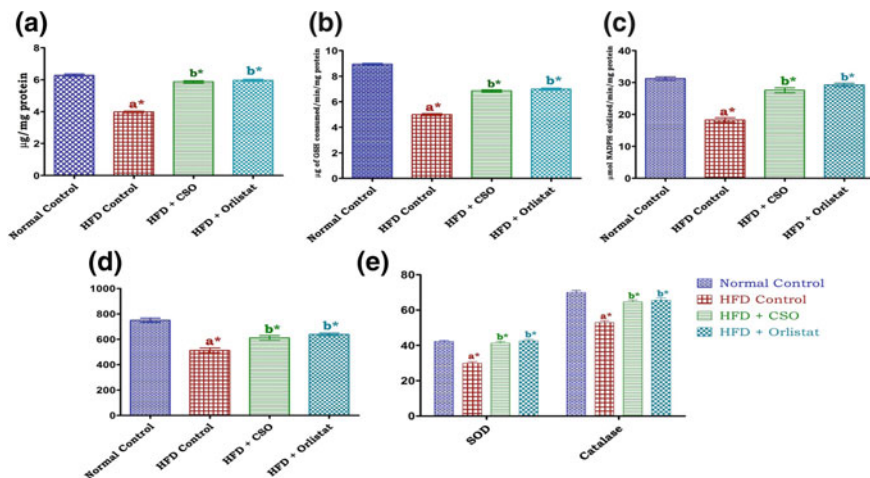 (a)
µg/mg protein
8
6
4
2
0
a*
b*
b*
Normal Control
HFD Control
HFD + CSO
HFD + Orlistat
(b)
µg of GSH consumed/min/mg protein
10
8
6
4
2
0
a*
b*
b*
Normal Control
HFD Control
HFD + CSO
HFD + Orlistat
(c)
µmol NADPH oxidized/min/mg protein
40
30
20
10
0
a*
b*
b*
Normal Control
HFD Control
HFD + CSO
HFD + Orlistat
(d)
1000
800
600
400
200
0
a*
b*
b*
Normal Control
HFD Control
HFD + CSO
HFD + Orlistat
(e)
80
60
40
20
0
a*
b*
b*
a*
b*
b*
SOD
Catalase
Normal Control
HFD Control
HFD + CSO
HFD + Orlistat